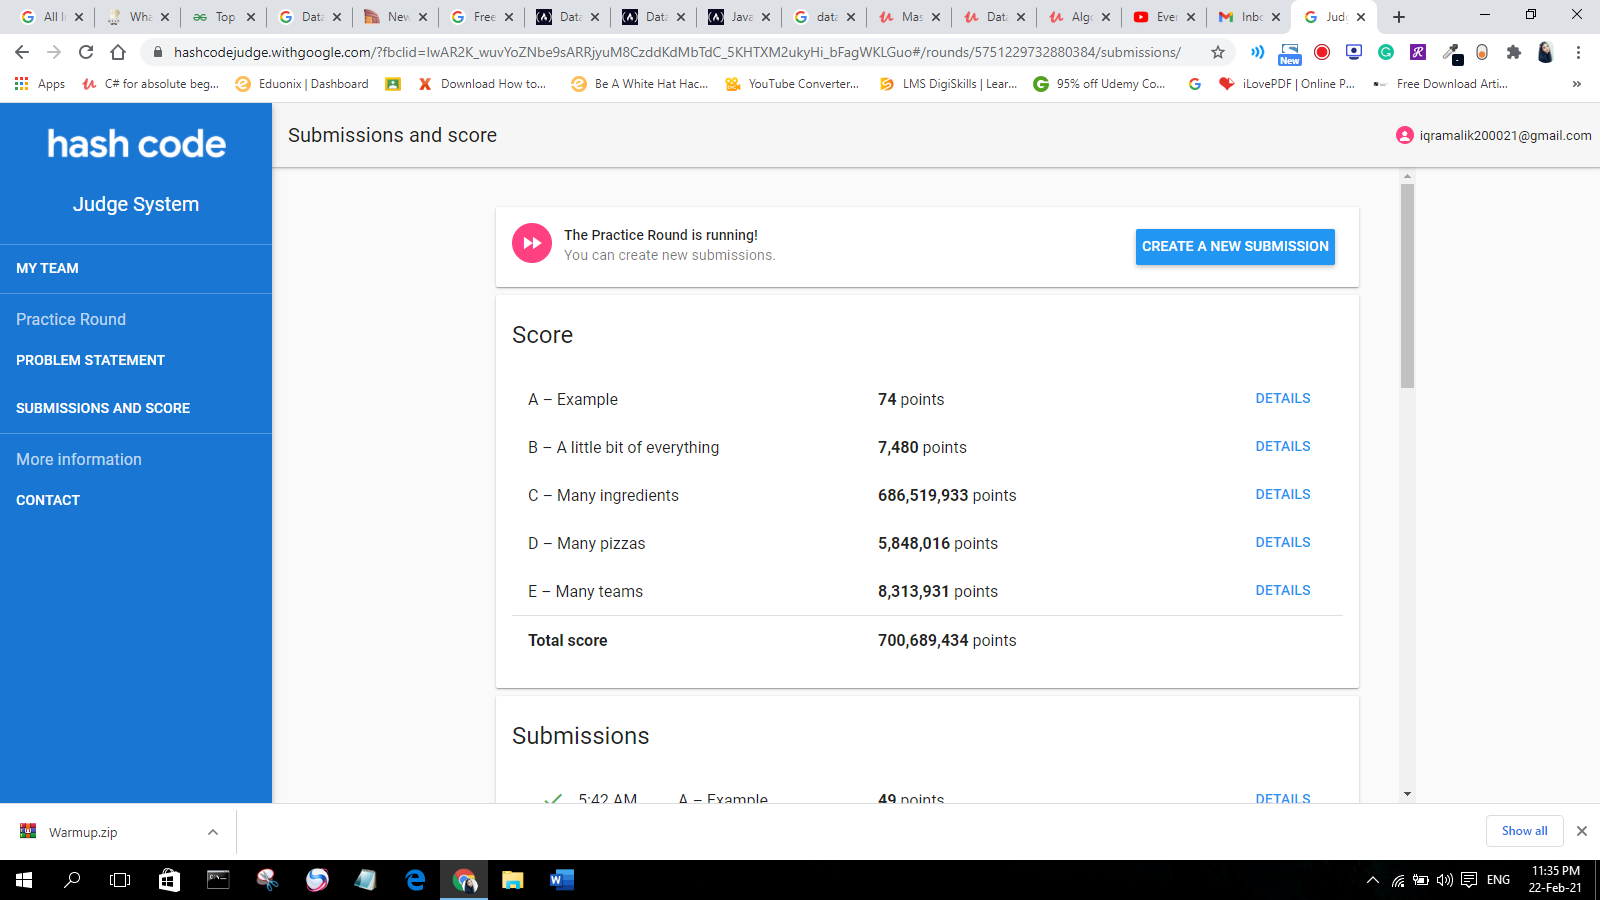 All In
Wha
Top
Data
New
Free
Data
Data
Java
data
Mas
Data
Algo
Ever
Inbo
Judg
hashcodejudge.withgoogle.com/?fbclid=IwAR2K_wuvYoZNbe9sARRjyuM8CzddKdMbTdC_5KHTXM2ukyHi_bFagWKLGuo#/rounds/5751229732880384/submissions/
New
Apps
C# for absolute beg...
Eduonix | Dashboard
Download How to...
Be A White Hat Hac...
YouTube Converter...
LMS DigiSkills | Lear...
95% off Udemy Co...
iLovePDF | Online P...
Free Download Arti...
»
hash code
Judge System
MY TEAM
Practice Round
PROBLEM STATEMENT
SUBMISSIONS AND SCORE
More information
CONTACT
Submissions and score
iqramalik200021@gmail.com
The Practice Round is running!
You can create new submissions.
CREATE A NEW SUBMISSION
Score
A – Example 74 points DETAILS
B – A little bit of everything 7,480 points DETAILS
C – Many ingredients 686,519,933 points DETAILS
D – Many pizzas 5,848,016 points DETAILS
E – Many teams 8,313,931 points DETAILS
Total score 700,689,434 points
Submissions
5:42 AM A – Example 49 points DETAILS
Warmup.zip
Show all
ENG
11:35 PM
22-Feb-21